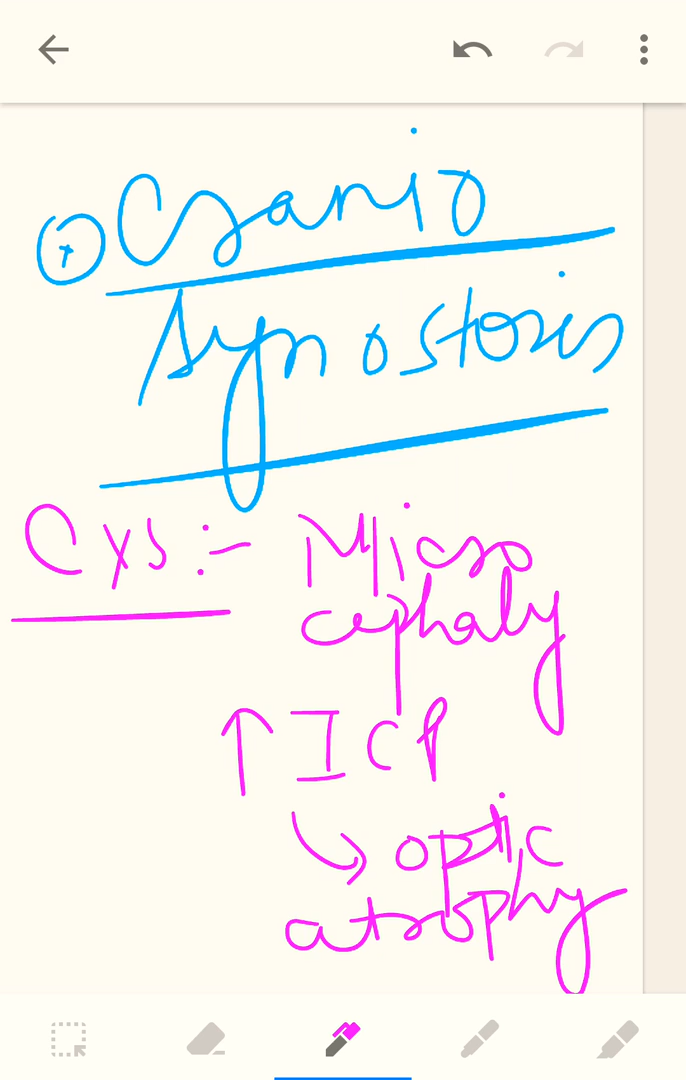 ⊕ Cranio
synostosis
Cxs :- Micro
cephaly
↑ ICP
↳ optic
atrophy